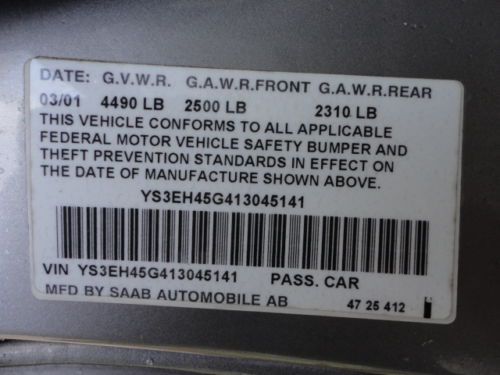 DATE: G.V.W.R. G.A.W.R.FRONT G.A.W.R.REAR
03/01 4490 LB 2500 LB 2310 LB
THIS VEHICLE CONFORMS TO ALL APPLICABLE
FEDERAL MOTOR VEHICLE SAFETY BUMPER AND
THEFT PREVENTION STANDARDS IN EFFECT ON
THE DATE OF MANUFACTURE SHOWN ABOVE.
YS3EH45G413045141
VIN YS3EH45G413045141 PASS. CAR
MFD BY SAAB AUTOMOBILE AB 47 25 412